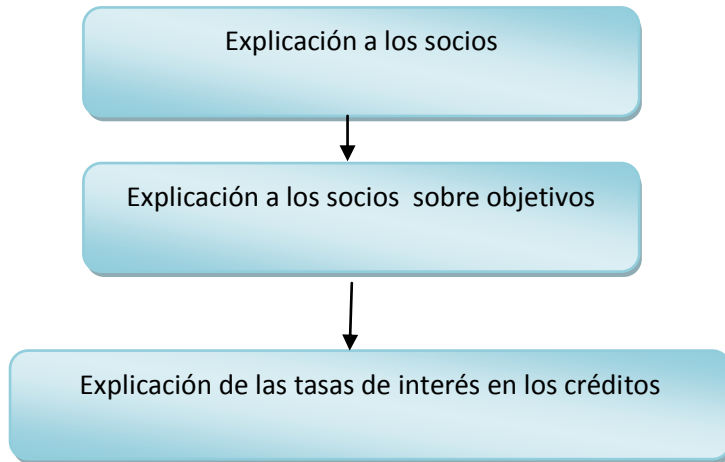 Explicación a los socios
Explicación a los socios  sobre objetivos
Explicación de las tasas de interés en los créditos